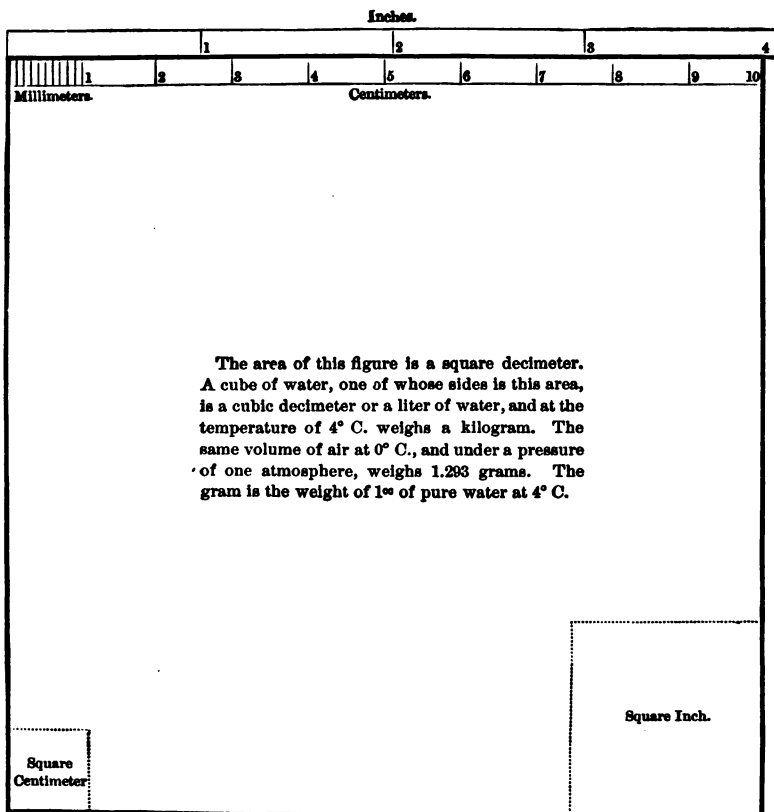 Inches.
1 2 3 4
1 2 3 4 5 6 7 8 9 10
Millimeters. Centimeters.
The area of this figure is a square decimeter.
A cube of water, one of whose sides is this area,
is a cubic decimeter or a liter of water, and at the
temperature of 4° C. weighs a kilogram. The
same volume of air at 0° C., and under a pressure
of one atmosphere, weighs 1.293 grams. The
gram is the weight of 1cc of pure water at 4° C.
Square Inch.
Square
Centimeter